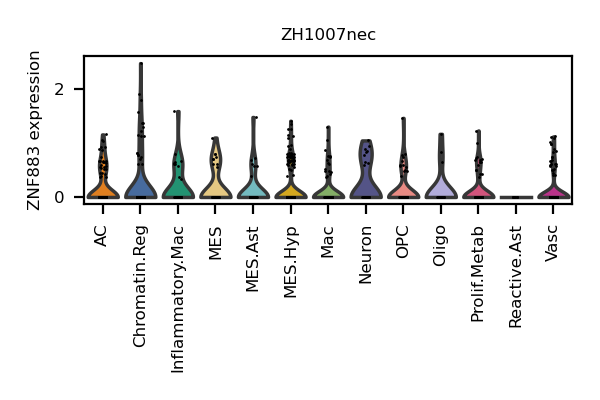 ZH1007nec
ZNF883 expression
2
0
AC
Chromatin.Reg
Inflammatory.Mac
MES
MES.Ast
MES.Hyp
Mac
Neuron
OPC
Oligo
Prolif.Metab
Reactive.Ast
Vasc